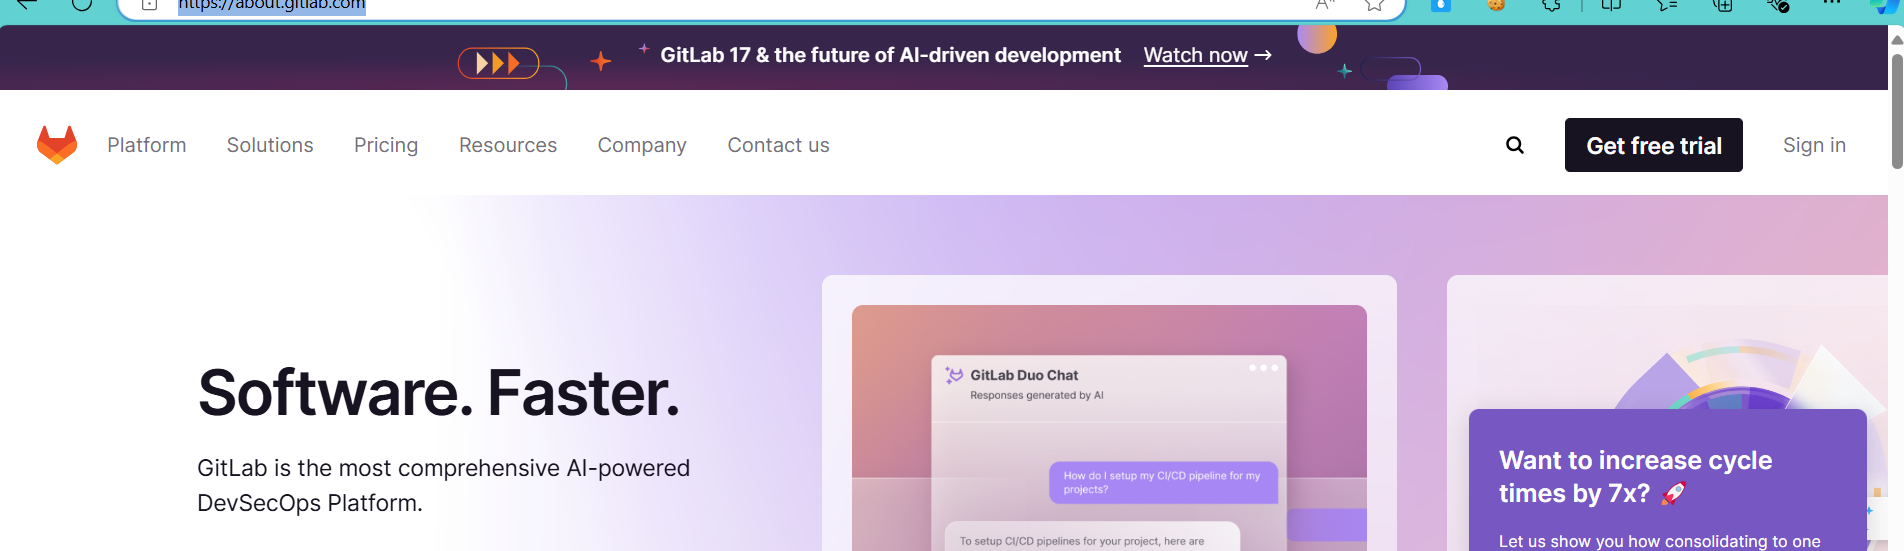 https://about.gitlab.com
GitLab 17 & the future of AI-driven development Watch now →
Platform Solutions Pricing Resources Company Contact us Get free trial Sign in
Software. Faster.
GitLab is the most comprehensive AI-powered
DevSecOps Platform.
GitLab Duo Chat
Responses generated by AI
How do I setup my CI/CD pipeline for my
projects?
To setup CI/CD pipelines for your project, here are
Want to increase cycle
times by 7x? 🚀
Let us show you how consolidating to one